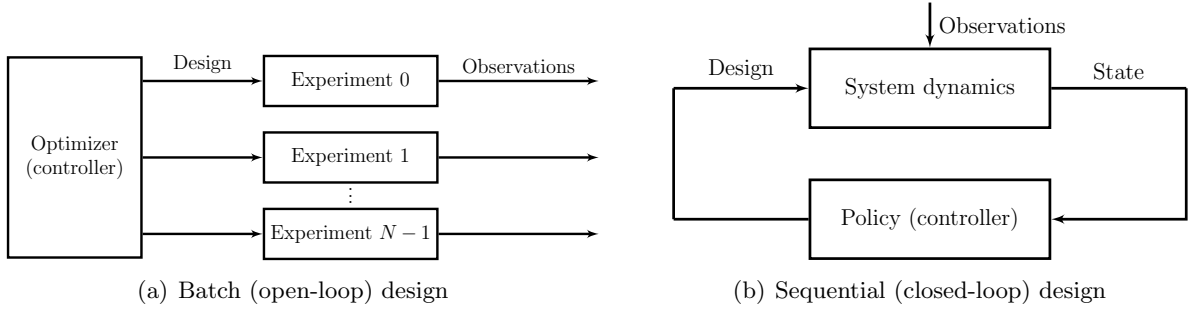 Design
Experiment 0
Observations
Optimizer
(controller)
Experiment 1
⋮
Experiment N − 1
(a) Batch (open-loop) design
Observations
Design
System dynamics
State
Policy (controller)
(b) Sequential (closed-loop) design